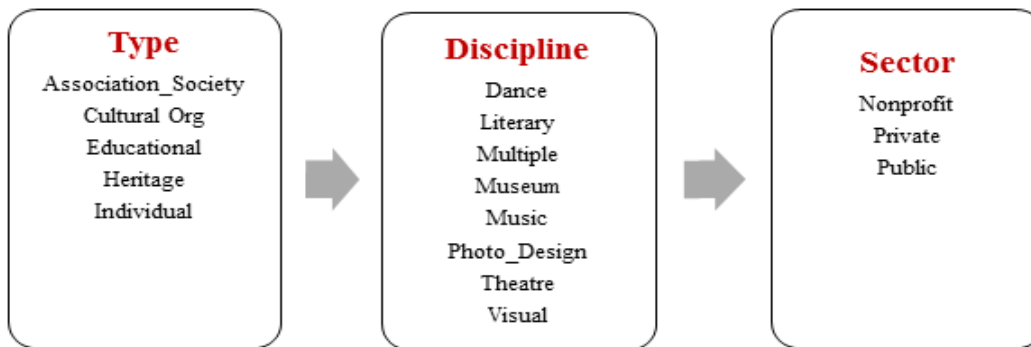 Type
Association_Society
Cultural Org
Educational
Heritage
Individual
Discipline
Dance
Literary
Multiple
Museum
Music
Photo_Design
Theatre
Visual
Sector
Nonprofit
Private
Public